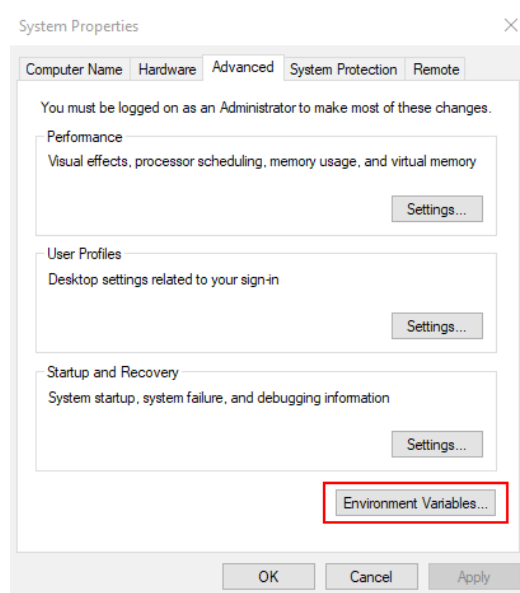 System Properties
Computer Name Hardware Advanced System Protection Remote
You must be logged on as an Administrator to make most of these changes.
Performance
Visual effects, processor scheduling, memory usage, and virtual memory
Settings...
User Profiles
Desktop settings related to your sign-in
Settings...
Startup and Recovery
System startup, system failure, and debugging information
Settings...
Environment Variables...
OK Cancel Apply